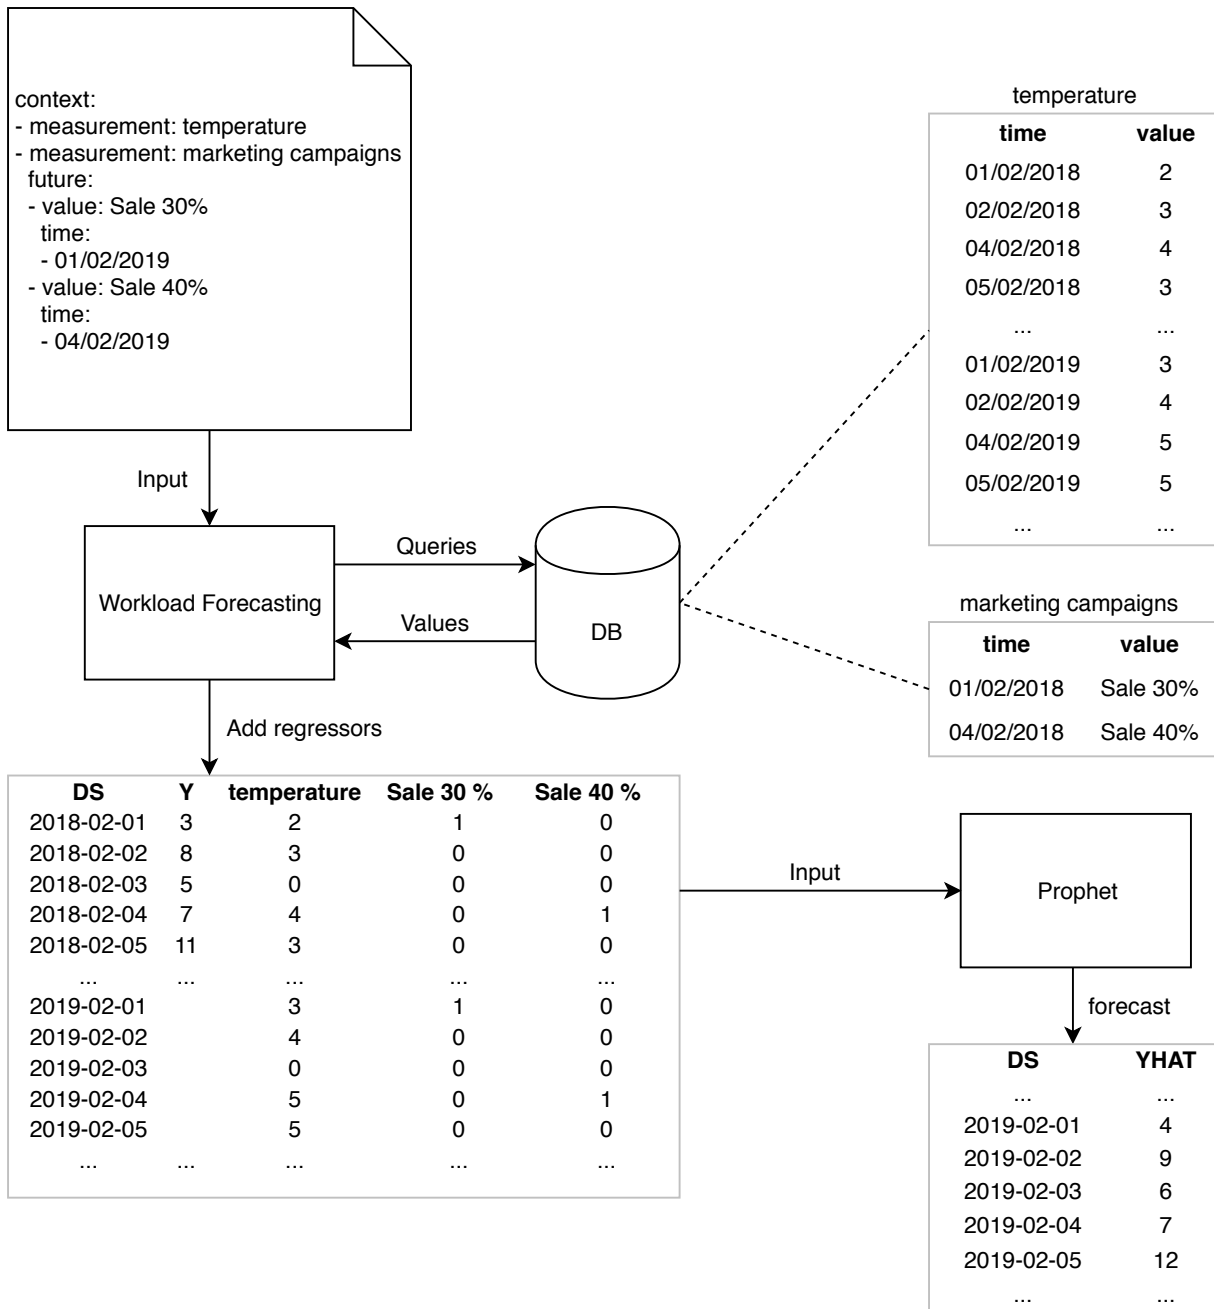 context:
- measurement: temperature
- measurement: marketing campaigns
future:
- value: Sale 30%
time:
- 01/02/2019
- value: Sale 40%
time:
- 04/02/2019
Input
Workload Forecasting
Queries
Values
DB
temperature
time value
01/02/2018 2
02/02/2018 3
04/02/2018 4
05/02/2018 3
... ...
01/02/2019 3
02/02/2019 4
04/02/2019 5
05/02/2019 5
... ...
marketing campaigns
time value
01/02/2018 Sale 30%
04/02/2018 Sale 40%
Add regressors
DS Y temperature Sale 30 % Sale 40 %
2018-02-01 3 2 1 0
2018-02-02 8 3 0 0
2018-02-03 5 0 0 0
2018-02-04 7 4 0 1
2018-02-05 11 3 0 0
... ... ... ... ...
2019-02-01 3 1 0
2019-02-02 4 0 0
2019-02-03 0 0 0
2019-02-04 5 0 1
2019-02-05 5 0 0
... ... ... ... ...
Input
Prophet
forecast
DS YHAT
... ...
2019-02-01 4
2019-02-02 9
2019-02-03 6
2019-02-04 7
2019-02-05 12
... ...